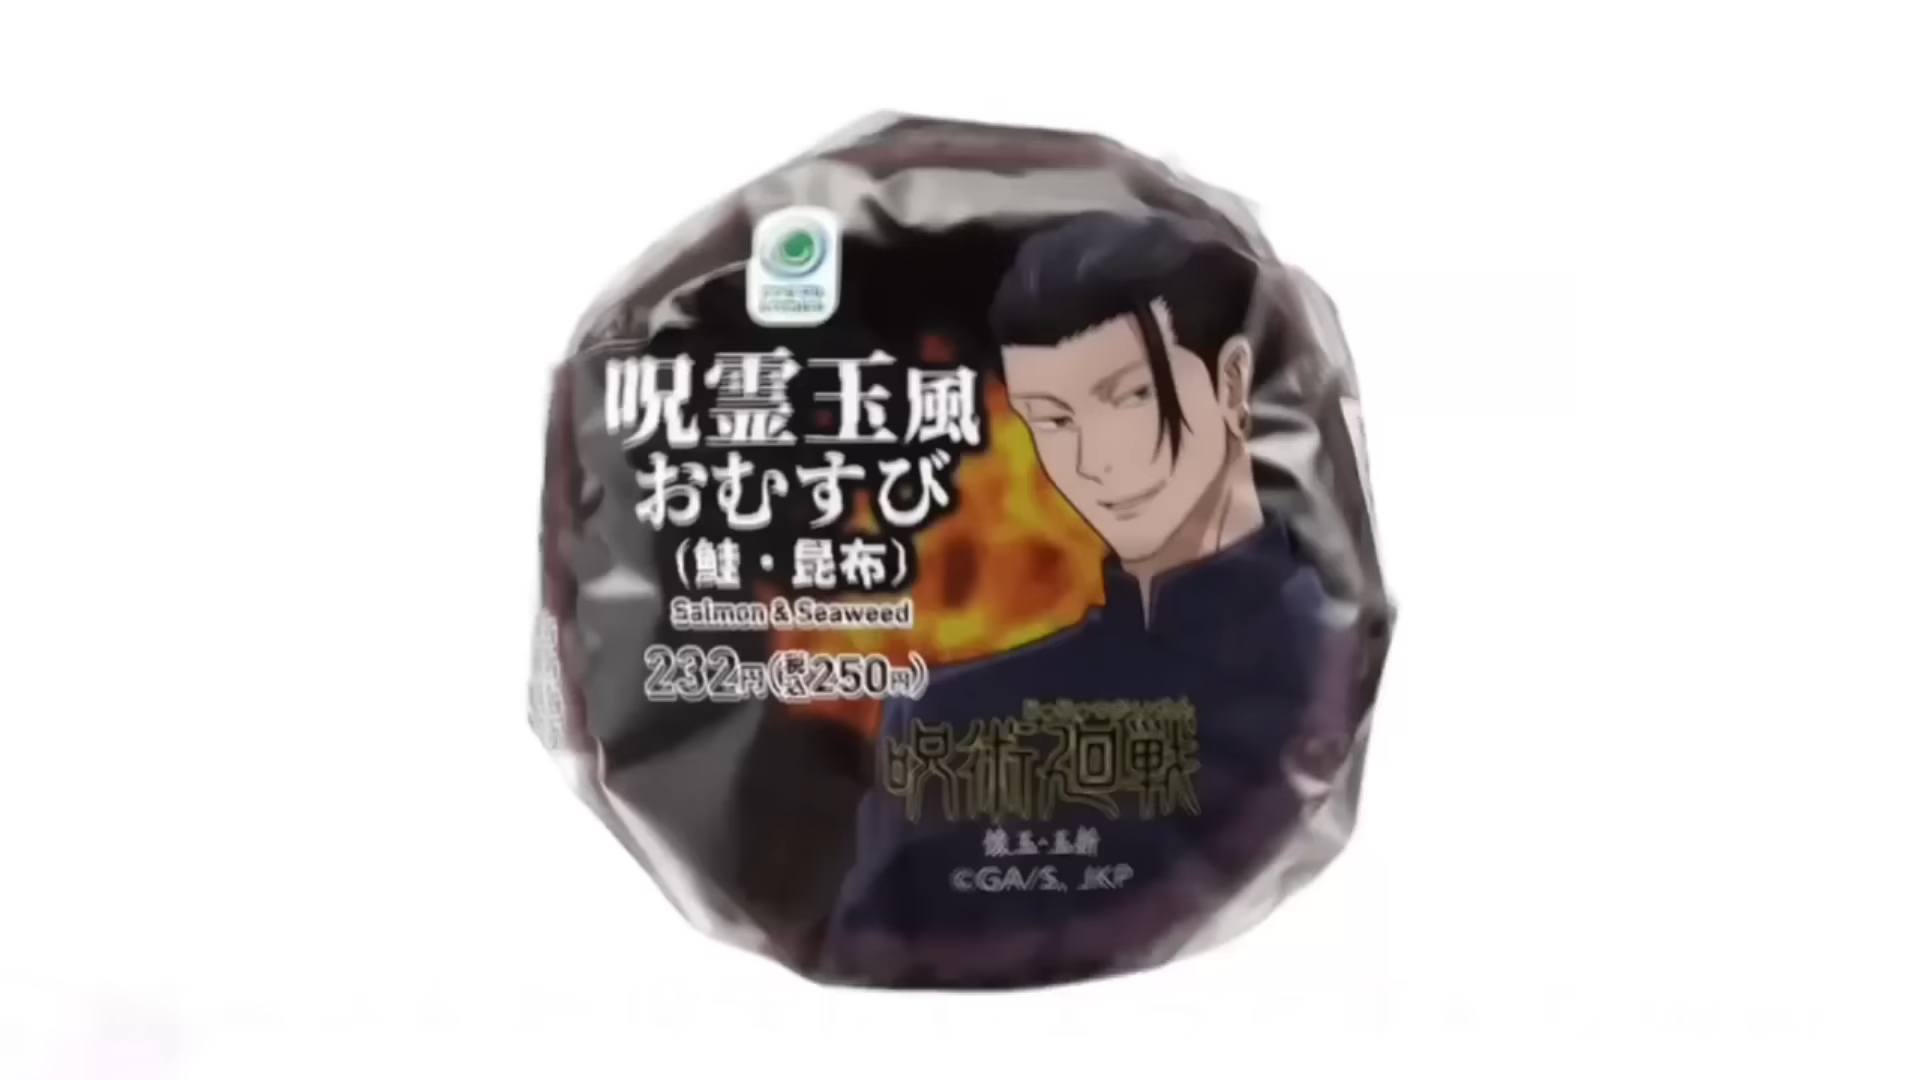 呪霊玉風
おむすび
(鮭・昆布)
Salmon & Seaweed
232円(税込250円)
呪術廻戦
懐玉・玉折
©GA/S, JKP